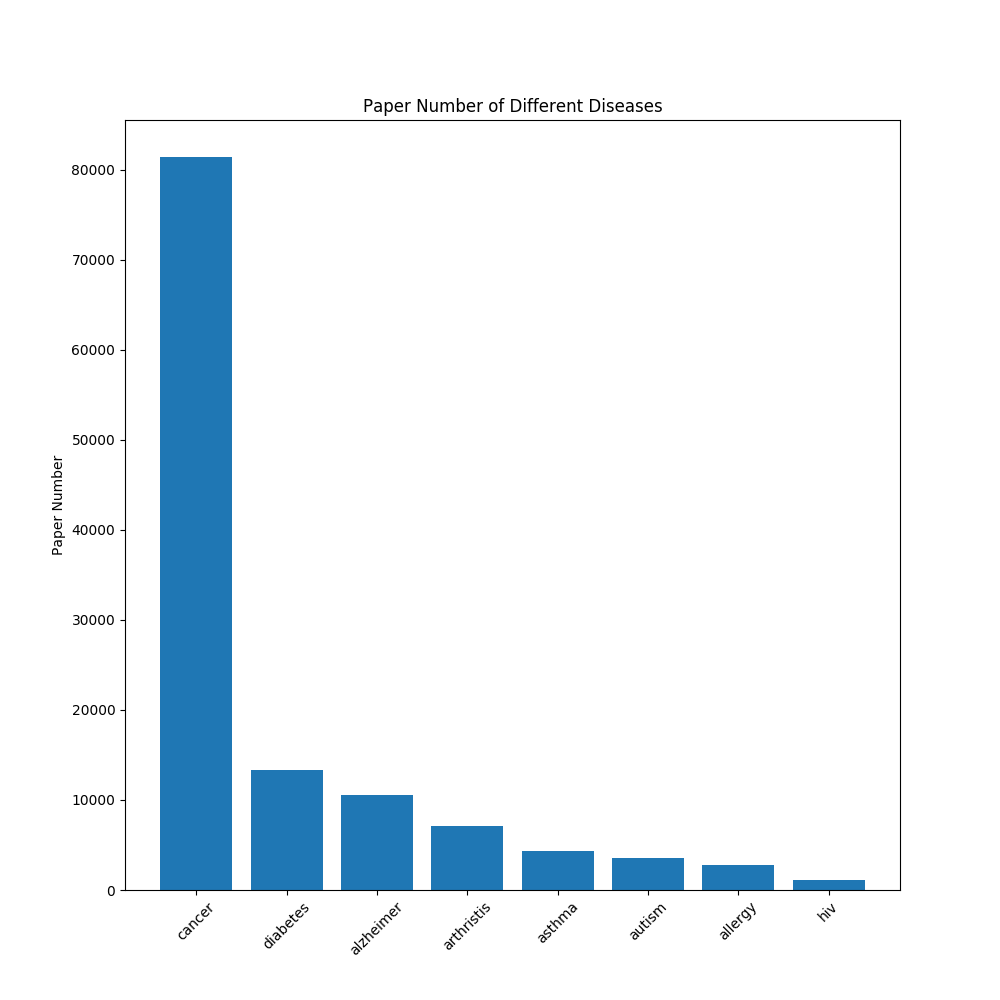 Paper Number of Different Diseases
Paper Number
80000
70000
60000
50000
40000
30000
20000
10000
0
cancer
diabetes
alzheimer
arthristis
asthma
autism
allergy
hiv